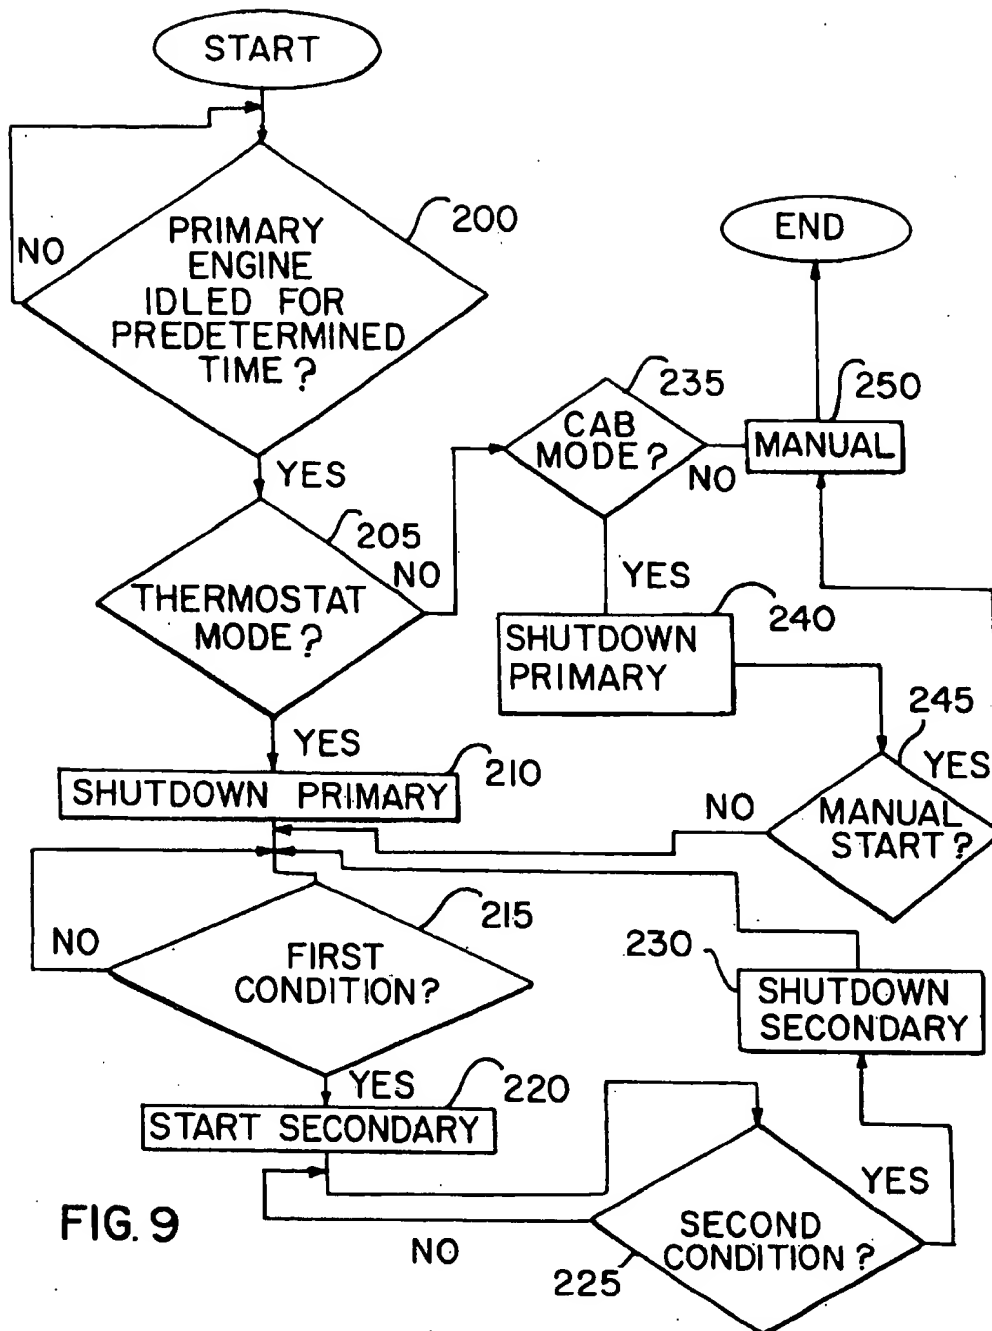 START
NO
PRIMARY
ENGINE
IDLED FOR
PREDETERMINED
TIME?
200
YES
END
235
CAB
MODE?
NO
250
MANUAL
205
THERMOSTAT
MODE?
NO
YES
240
SHUTDOWN
PRIMARY
YES
210
SHUTDOWN PRIMARY
245
YES
NO
MANUAL
START?
215
NO
FIRST
CONDITION?
230
SHUTDOWN
SECONDARY
YES
220
START SECONDARY
YES
SECOND
CONDITION?
NO
225
FIG. 9